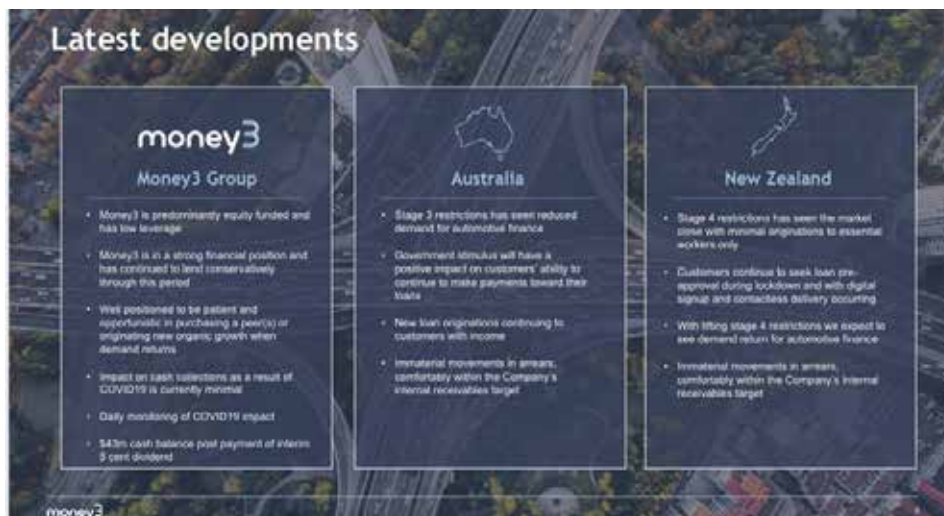 Latest developments
money3
Money3 Group
• Money3 is predominantly equity funded and
has low leverage
• Money3 is in a strong financial position and
has continued to lend conservatively
through this period
• Well positioned to be patient and
opportunistic in purchasing a peer(s) or
originating new organic growth when
demand returns
• Impact on cash collections as a result of
COVID19 is currently minimal
• Daily monitoring of COVID19 impact
• $43m cash balance post payment of interim
5 cent dividend
Australia
• Stage 3 restrictions has seen reduced
demand for automotive finance
• Government stimulus will have a
positive impact on customers' ability to
continue to make payments toward their
loans
• New loan originations continuing to
customers with income
• Immaterial movements in arrears,
comfortably within the Company's
internal receivables target
New Zealand
• Stage 4 restrictions has seen the market
close with minimal originations to essential
workers only
• Customers continue to seek loan pre-
approval during lockdown and with digital
signup and contactless delivery occurring
• With lifting stage 4 restrictions we expect to
see demand return for automotive finance
• Immaterial movements in arrears,
comfortably within the Company's internal
receivables target
money3